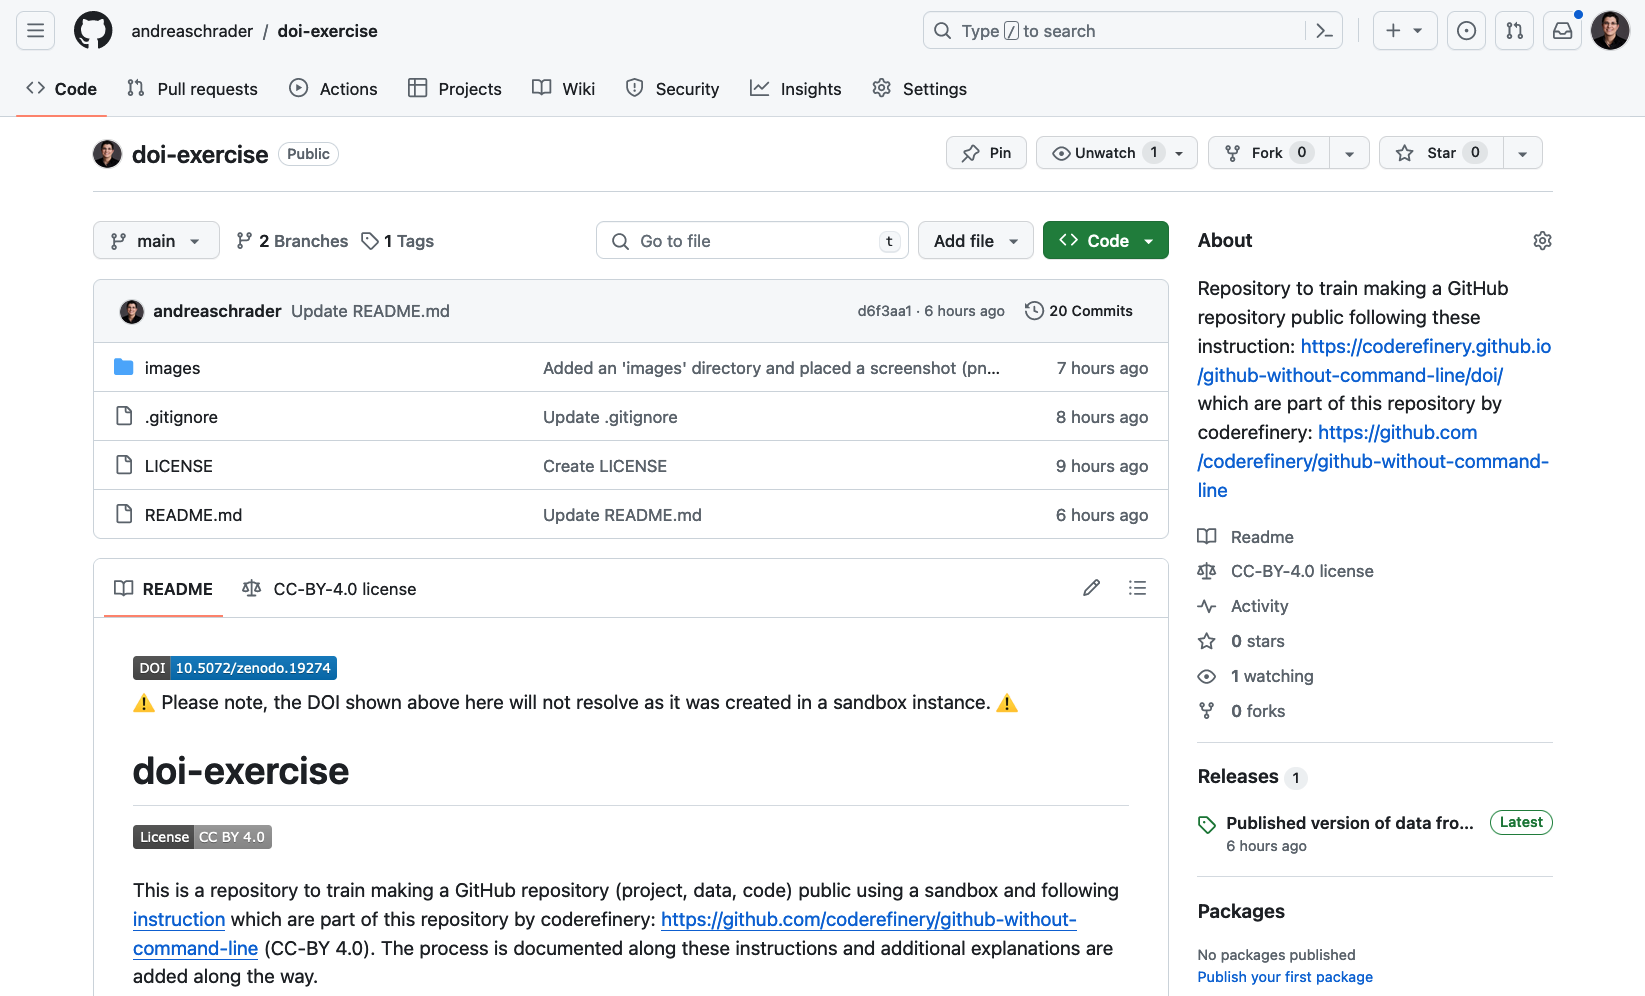 andreaschrader / doi-exercise
Type / to search
Code
Pull requests
Actions
Projects
Wiki
Security
Insights
Settings
doi-exercise Public
Pin
Unwatch 1
Fork 0
Star 0
main
2 Branches
1 Tags
Go to file t
Add file
Code
andreaschrader Update README.md d6f3aa1 · 6 hours ago 20 Commits
images Added an 'images' directory and placed a screenshot (pn... 7 hours ago
.gitignore Update .gitignore 8 hours ago
LICENSE Create LICENSE 9 hours ago
README.md Update README.md 6 hours ago
README
CC-BY-4.0 license
DOI 10.5072/zenodo.19274
⚠️ Please note, the DOI shown above here will not resolve as it was created in a sandbox instance. ⚠️
doi-exercise
License CC BY 4.0
This is a repository to train making a GitHub repository (project, data, code) public using a sandbox and following
instruction which are part of this repository by coderefinery: https://github.com/coderefinery/github-without-
command-line (CC-BY 4.0). The process is documented along these instructions and additional explanations are
added along the way.
About
Repository to train making a GitHub
repository public following these
instruction: https://coderefinery.github.io
/github-without-command-line/doi/
which are part of this repository by
coderefinery: https://github.com
/coderefinery/github-without-command-
line
Readme
CC-BY-4.0 license
Activity
0 stars
1 watching
0 forks
Releases 1
Published version of data fro... Latest
6 hours ago
Packages
No packages published
Publish your first package